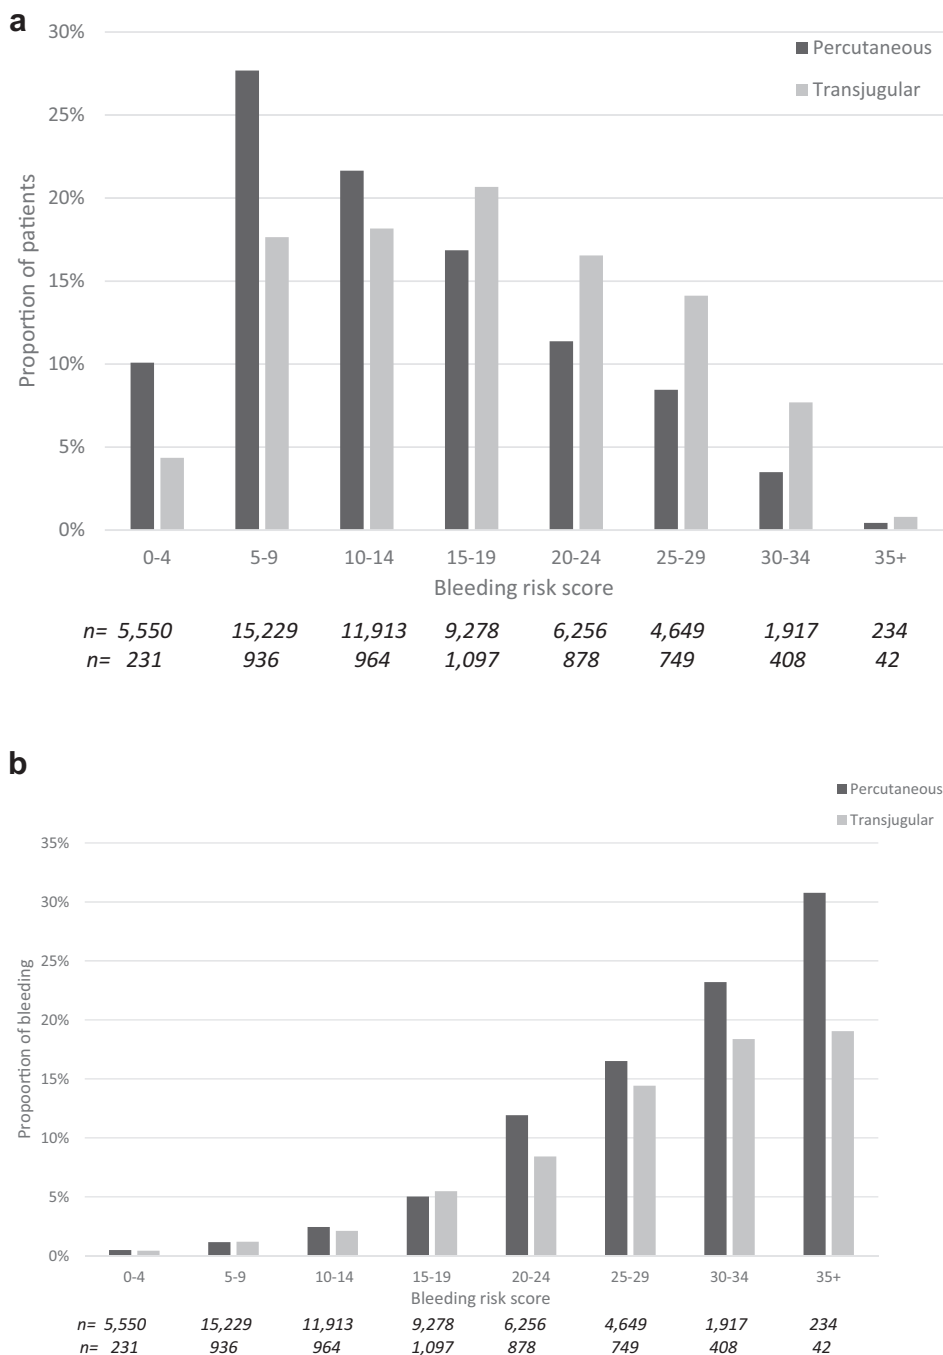 a
30%
Percutaneous
Transjugular
25%
20%
15%
10%
5%
0%
Proportion of patients
0-4 5-9 10-14 15-19 20-24 25-29 30-34 35+
Bleeding risk score
n= 5,550 15,229 11,913 9,278 6,256 4,649 1,917 234
n= 231 936 964 1,097 878 749 408 42
b
Percutaneous
Transjugular
35%
30%
25%
20%
15%
10%
5%
0%
Propoortion of bleeding
0-4 5-9 10-14 15-19 20-24 25-29 30-34 35+
Bleeding risk score
n= 5,550 15,229 11,913 9,278 6,256 4,649 1,917 234
n= 231 936 964 1,097 878 749 408 42